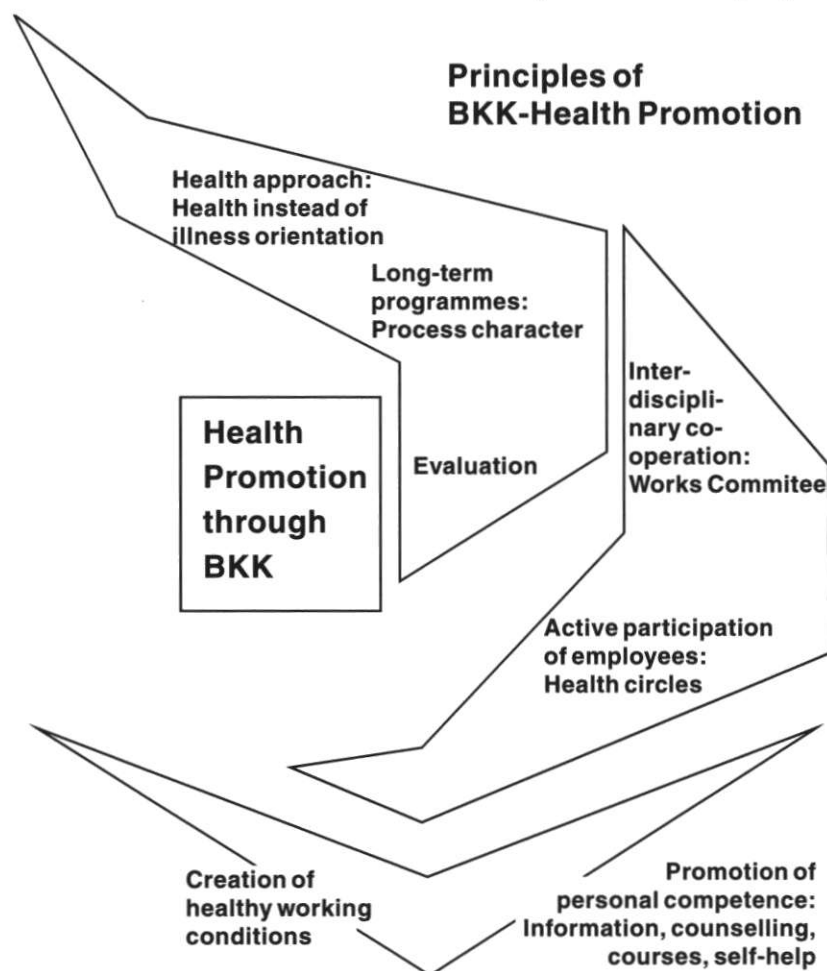 Principles of
BKK-Health Promotion
Health approach:
Health instead of
illness orientation
Long-term
programmes:
Process character
Evaluation
Health
Promotion
through
BKK
Inter-
discipli-
nary co-
operation:
Works Commitee
Active participation
of employees:
Health circles
Creation of
healthy working
conditions
Promotion of
personal competence:
Information, counselling,
courses, self-help